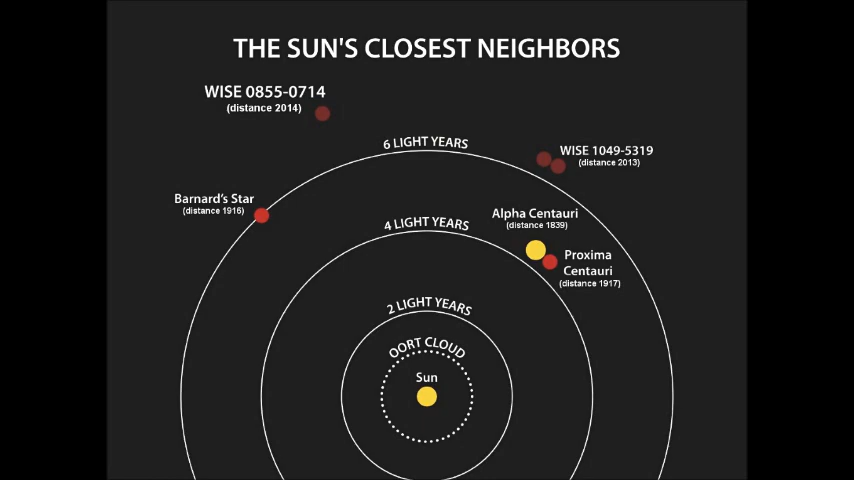 THE SUN'S CLOSEST NEIGHBORS
WISE 0855-0714
(distance 2014)
6 LIGHT YEARS
WISE 1049-5319
(distance 2013)
Barnard's Star
(distance 1916)
Alpha Centauri
(distance 1839)
4 LIGHT YEARS
Proxima
Centauri
(distance 1917)
2 LIGHT YEARS
OORT CLOUD
Sun